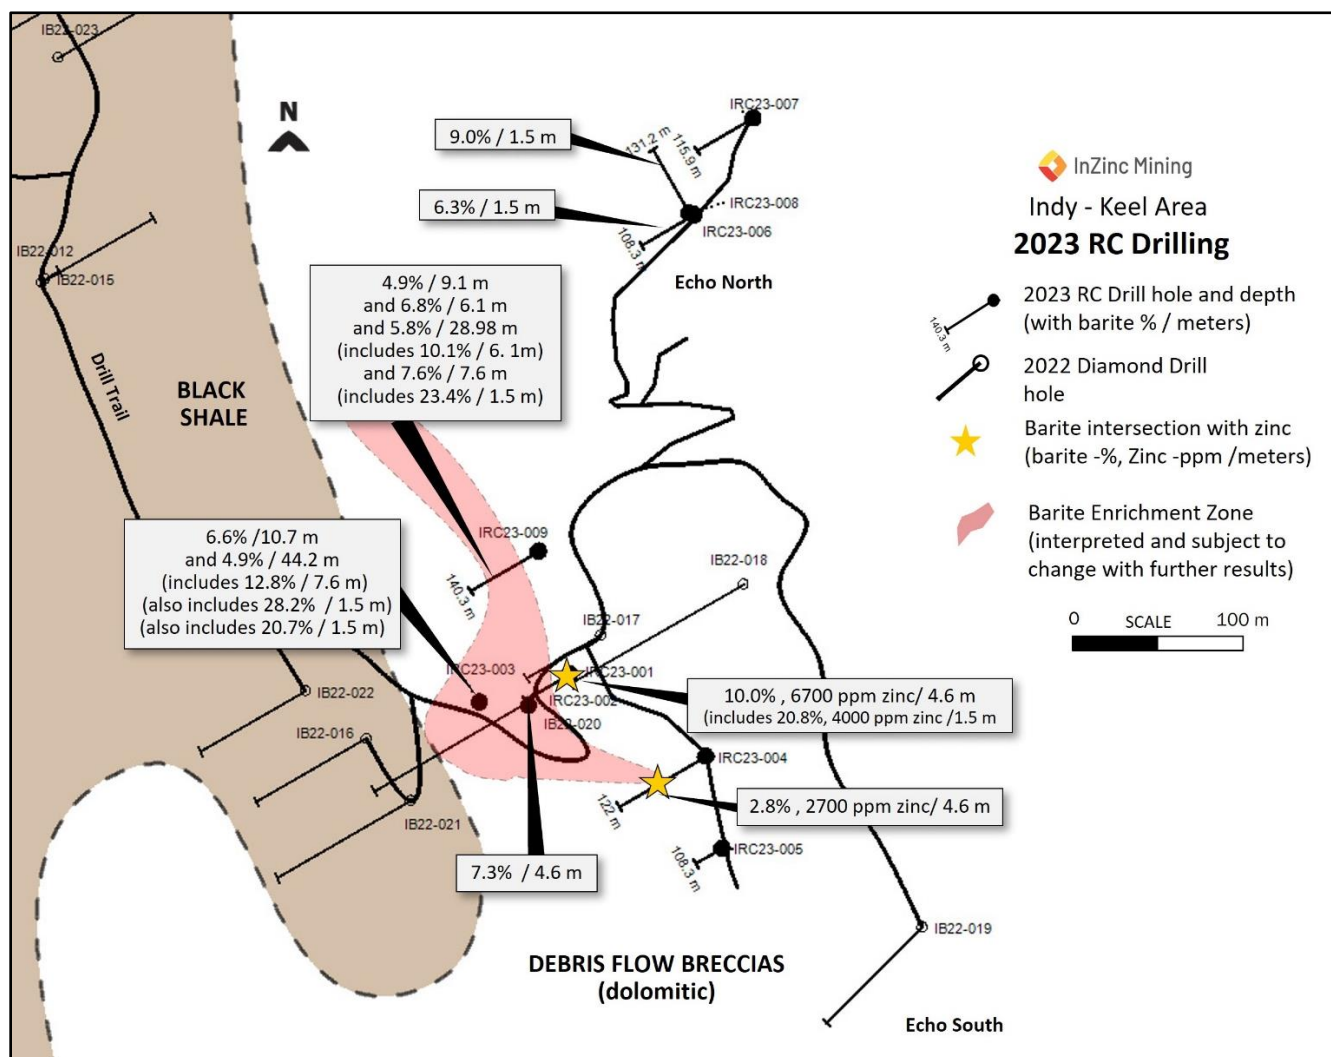 IB22-023
N
IRC23-007
9.0% / 1.5 m
131.2 m
115.9 m
InZinc Mining
Indy - Keel Area
2023 RC Drilling
6.3% / 1.5 m
IRC23-008
IRC23-006
108.3 m
IB22-012
IB22-015
Echo North
4.9% / 9.1 m
and 6.8% / 6.1 m
and 5.8% / 28.98 m
(includes 10.1% / 6. 1m)
and 7.6% / 7.6 m
(includes 23.4% / 1.5 m)
140.3 m
2023 RC Drill hole and depth
(with barite % / meters)
2022 Diamond Drill
hole
Barite intersection with zinc
(barite -%, Zinc -ppm /meters)
Barite Enrichment Zone
(interpreted and subject to
change with further results)
0 SCALE 100 m
Drill Trail
BLACK
SHALE
6.6% /10.7 m
and 4.9% / 44.2 m
(includes 12.8% / 7.6 m)
(also includes 28.2% / 1.5 m)
(also includes 20.7% / 1.5 m)
IRC23-009
140.3 m
IB22-018
IB22-017
IRC23-003
IRC23-001
IRC23-002
IB22-020
IB22-022
10.0% , 6700 ppm zinc/ 4.6 m
(includes 20.8%, 4000 ppm zinc /1.5 m
IB22-016
IRC23-004
122 m
2.8% , 2700 ppm zinc/ 4.6 m
IB22-021
IRC23-005
108.3 m
7.3% / 4.6 m
IB22-019
DEBRIS FLOW BRECCIAS
(dolomitic)
Echo South